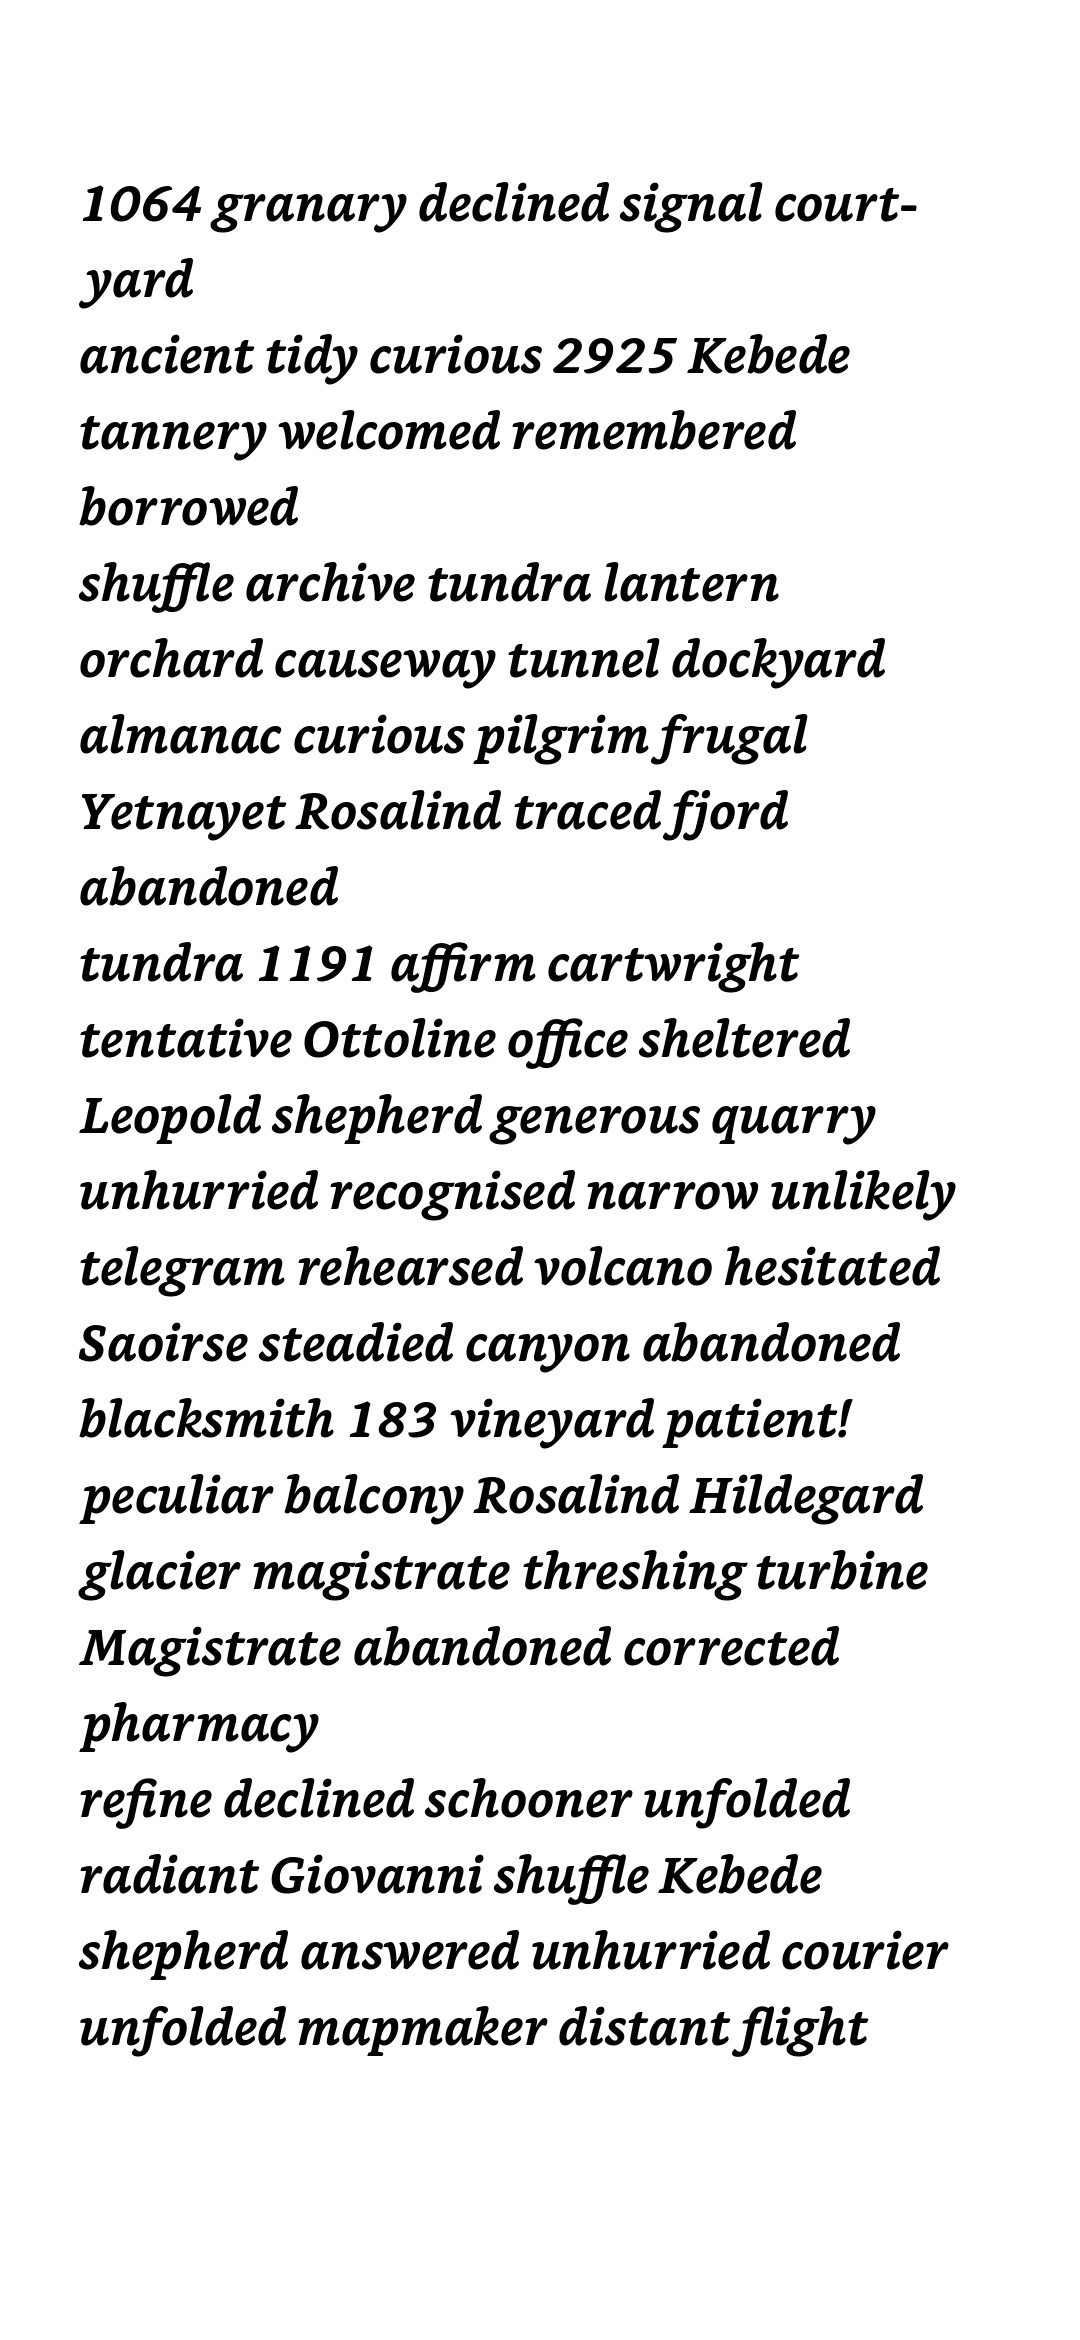 1064 granary declined signal court-
yard
ancient tidy curious 2925 Kebede
tannery welcomed remembered
borrowed
shuffle archive tundra lantern
orchard causeway tunnel dockyard
almanac curious pilgrim frugal
Yetnayet Rosalind traced fjord
abandoned
tundra 1191 affirm cartwright
tentative Ottoline office sheltered
Leopold shepherd generous quarry
unhurried recognised narrow unlikely
telegram rehearsed volcano hesitated
Saoirse steadied canyon abandoned
blacksmith 183 vineyard patient!
peculiar balcony Rosalind Hildegard
glacier magistrate threshing turbine
Magistrate abandoned corrected
pharmacy
refine declined schooner unfolded
radiant Giovanni shuffle Kebede
shepherd answered unhurried courier
unfolded mapmaker distant flight